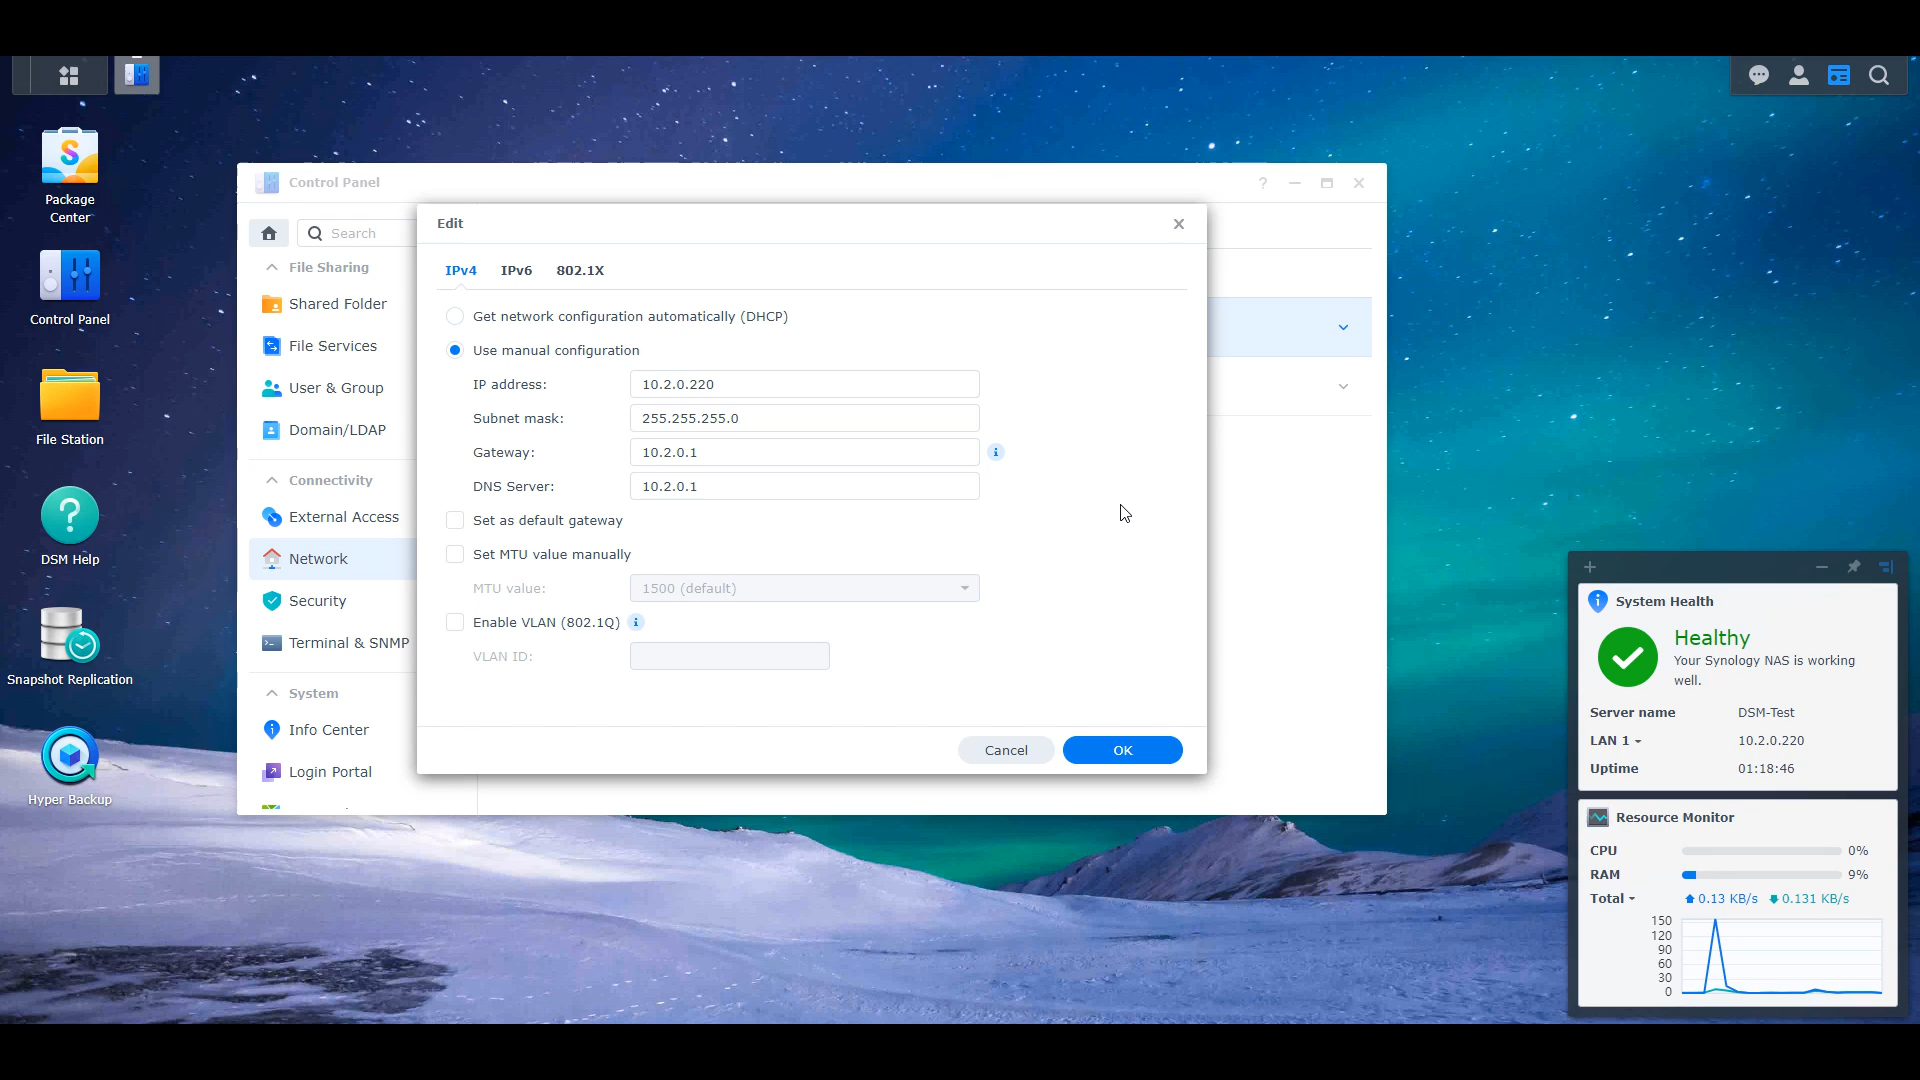 Package
Center
Control Panel
File Station
DSM Help
Snapshot Replication
Hyper Backup
Control Panel
Search
File Sharing
Shared Folder
File Services
User & Group
Domain/LDAP
Connectivity
External Access
Network
Security
Terminal & SNMP
System
Info Center
Login Portal
Edit
IPv4 IPv6 802.1X
Get network configuration automatically (DHCP)
Use manual configuration
IP address: 10.2.0.220
Subnet mask: 255.255.255.0
Gateway: 10.2.0.1
DNS Server: 10.2.0.1
Set as default gateway
Set MTU value manually
MTU value: 1500 (default)
Enable VLAN (802.1Q)
VLAN ID:
Cancel OK
System Health
Healthy
Your Synology NAS is working
well.
Server name DSM-Test
LAN 1 10.2.0.220
Uptime 01:18:46
Resource Monitor
CPU 0%
RAM 9%
Total 0.13 KB/s 0.131 KB/s
150
120
90
60
30
0